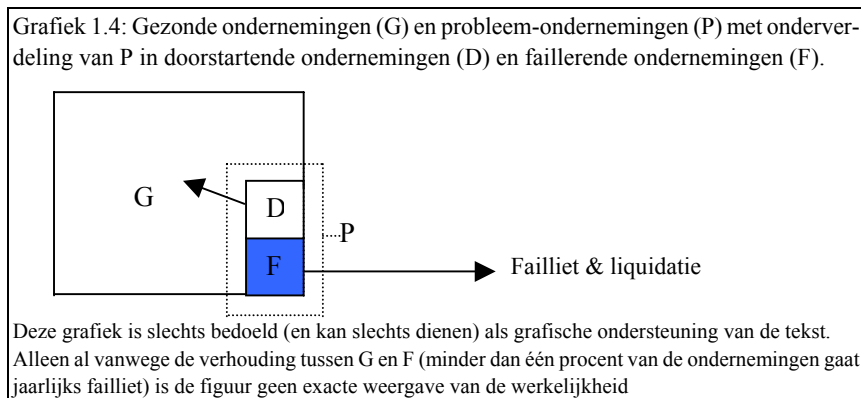 Grafiek 1.4: Gezonde ondernemingen (G) en probleem-ondernemingen (P) met onderver-
deling van P in doorstartende ondernemingen (D) en faillerende ondernemingen (F).
G
D
P
F
Failliet & liquidatie
Deze grafiek is slechts bedoeld (en kan slechts dienen) als grafische ondersteuning van de tekst.
Alleen al vanwege de verhouding tussen G en F (minder dan één procent van de ondernemingen gaat
jaarlijks failliet) is de figuur geen exacte weergave van de werkelijkheid